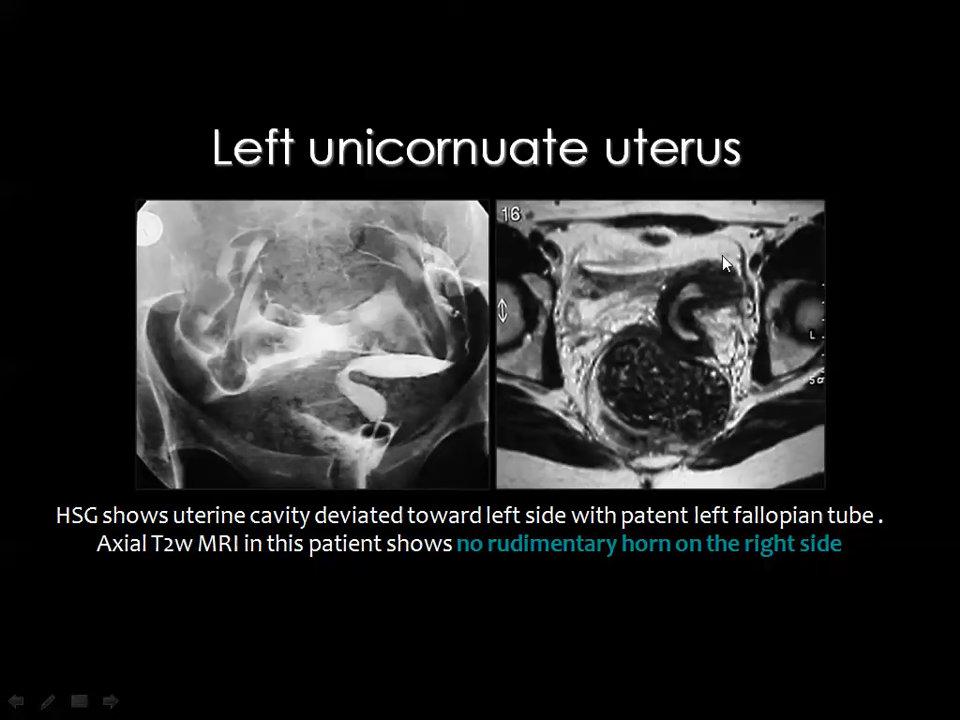 Left unicornuate uterus
16
L
HSG shows uterine cavity deviated toward left side with patent left fallopian tube .
Axial T2w MRI in this patient shows no rudimentary horn on the right side